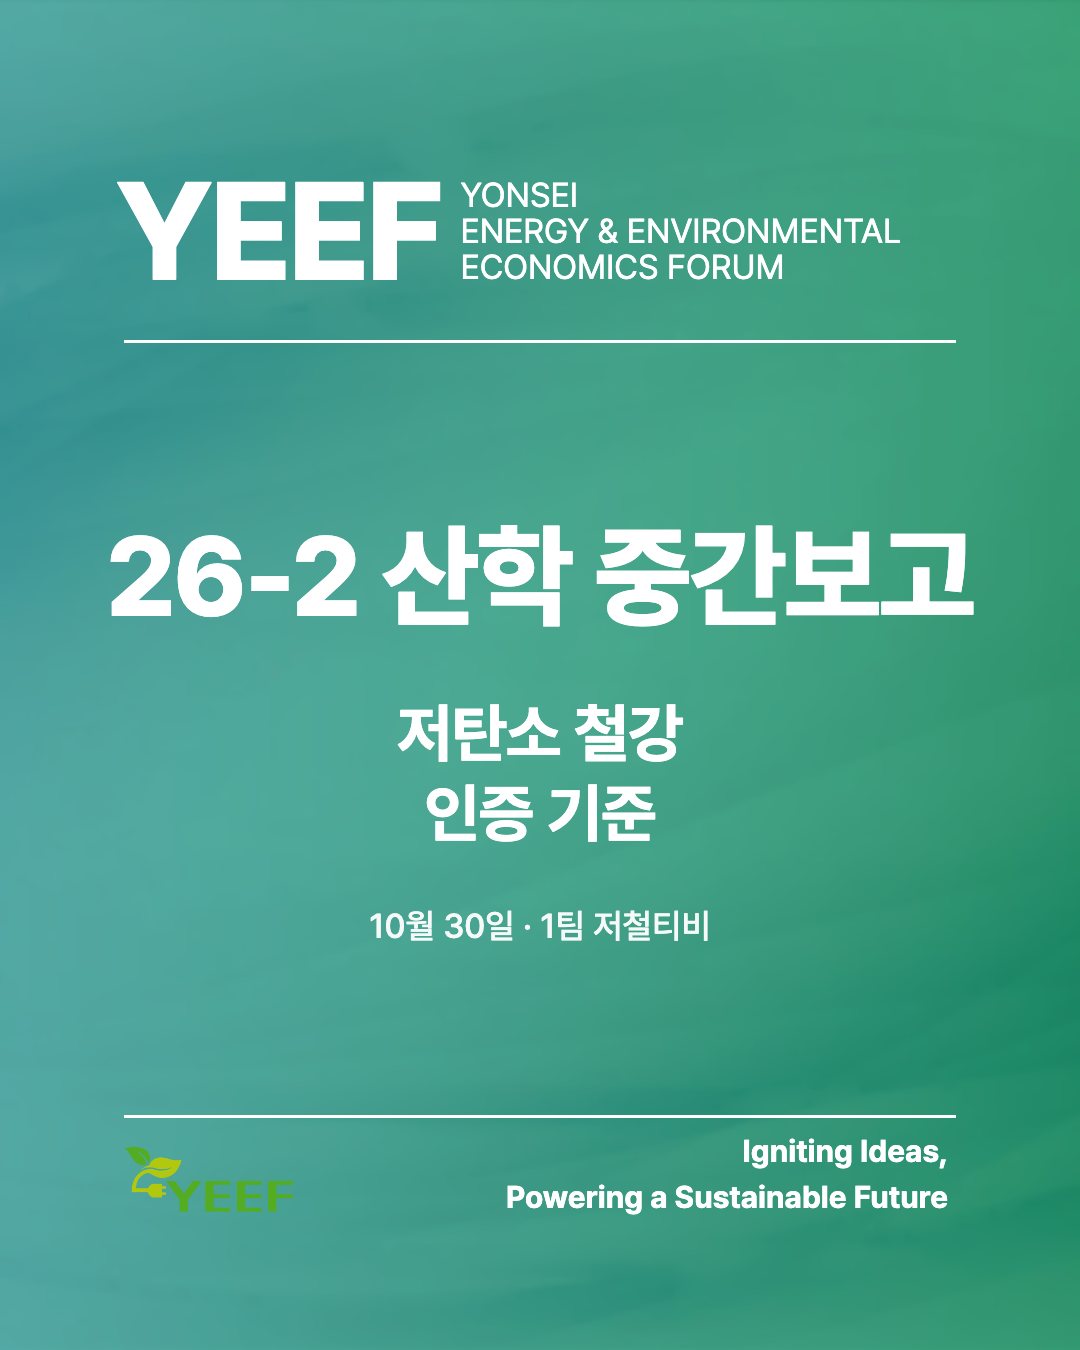 YEEF
YONSEI
ENERGY & ENVIRONMENTAL
ECONOMICS FORUM
26-2 산학 중간보고
저탄소 철강
인증 기준
10월 30일 · 1팀 저철티비
YEEF
Igniting Ideas,
Powering a Sustainable Future